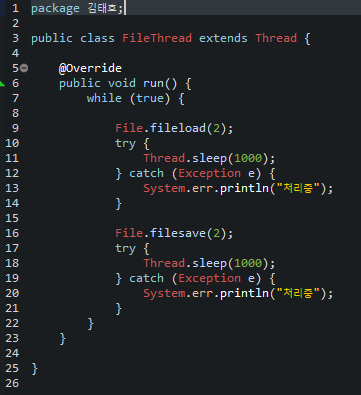 1 package 김태호;
2
3 public class FileThread extends Thread {
4
5 @Override
6 public void run() {
7 while (true) {
8
9 File.fileload(2);
10 try {
11 Thread.sleep(1000);
12 } catch (Exception e) {
13 System.err.println("처리중");
14 }
15
16 File.filesave(2);
17 try {
18 Thread.sleep(1000);
19 } catch (Exception e) {
20 System.err.println("처리중");
21 }
22 }
23 }
24
25 }
26